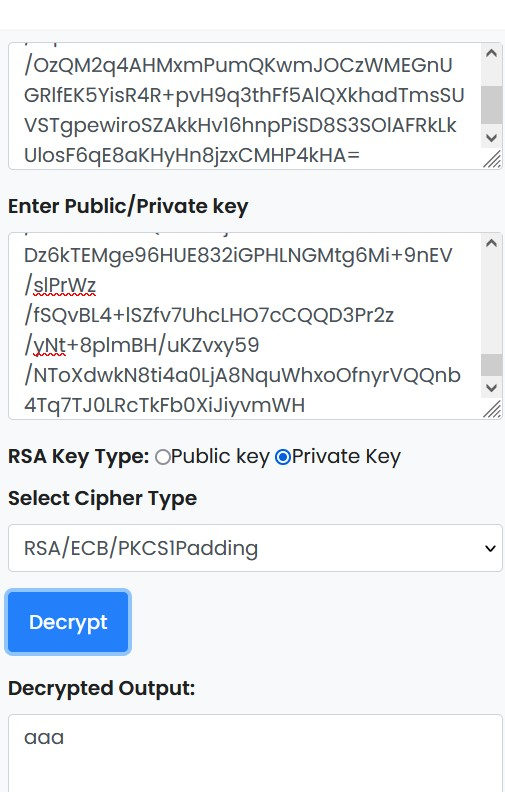 /OzQM2q4AHMxmPumQKwmJOCzWMEGnU
GRlfEK5YisR4R+pvH9q3thFf5AlQXkhadTmsSU
VSTgpewiroSZAkkHv16hnpPiSD8S3SOlAFRkLk
UlosF6qE8aKHyHn8jzxCMHP4kHA=
Enter Public/Private key
Dz6kTEMge96HUE832iGPHLNGMtg6Mi+9nEV
/slPrWz
/fSQvBL4+lSZfv7UhcLHO7cCQQD3Pr2z
/yNt+8plmBH/uKZvxy59
/NToXdwkN8ti4a0LjA8NquWhxoOfnyrVQQnb
4Tq7TJ0LRcTkFb0XiJiyvmWH
RSA Key Type: Public key Private Key
Select Cipher Type
RSA/ECB/PKCS1Padding
Decrypt
Decrypted Output:
aaa